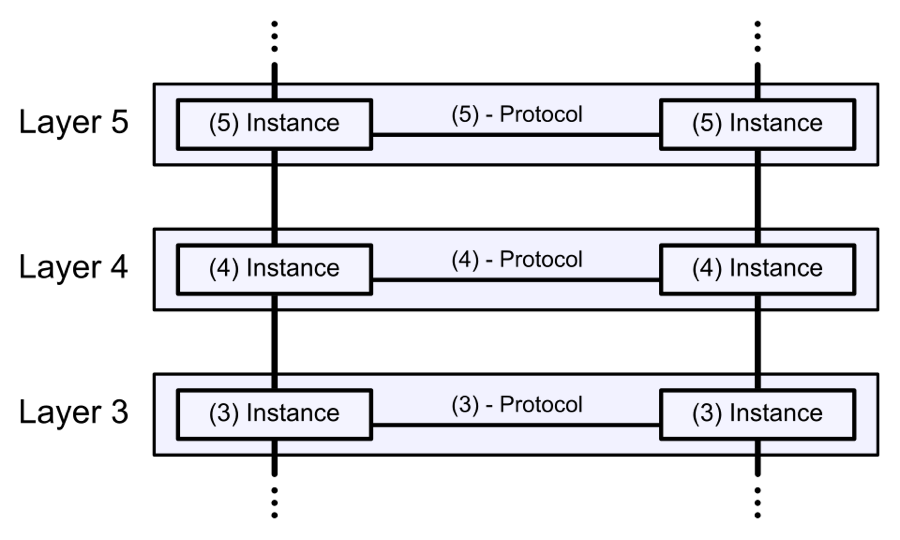 Layer 5
(5) Instance
(5) - Protocol
(5) Instance
Layer 4
(4) Instance
(4) - Protocol
(4) Instance
Layer 3
(3) Instance
(3) - Protocol
(3) Instance